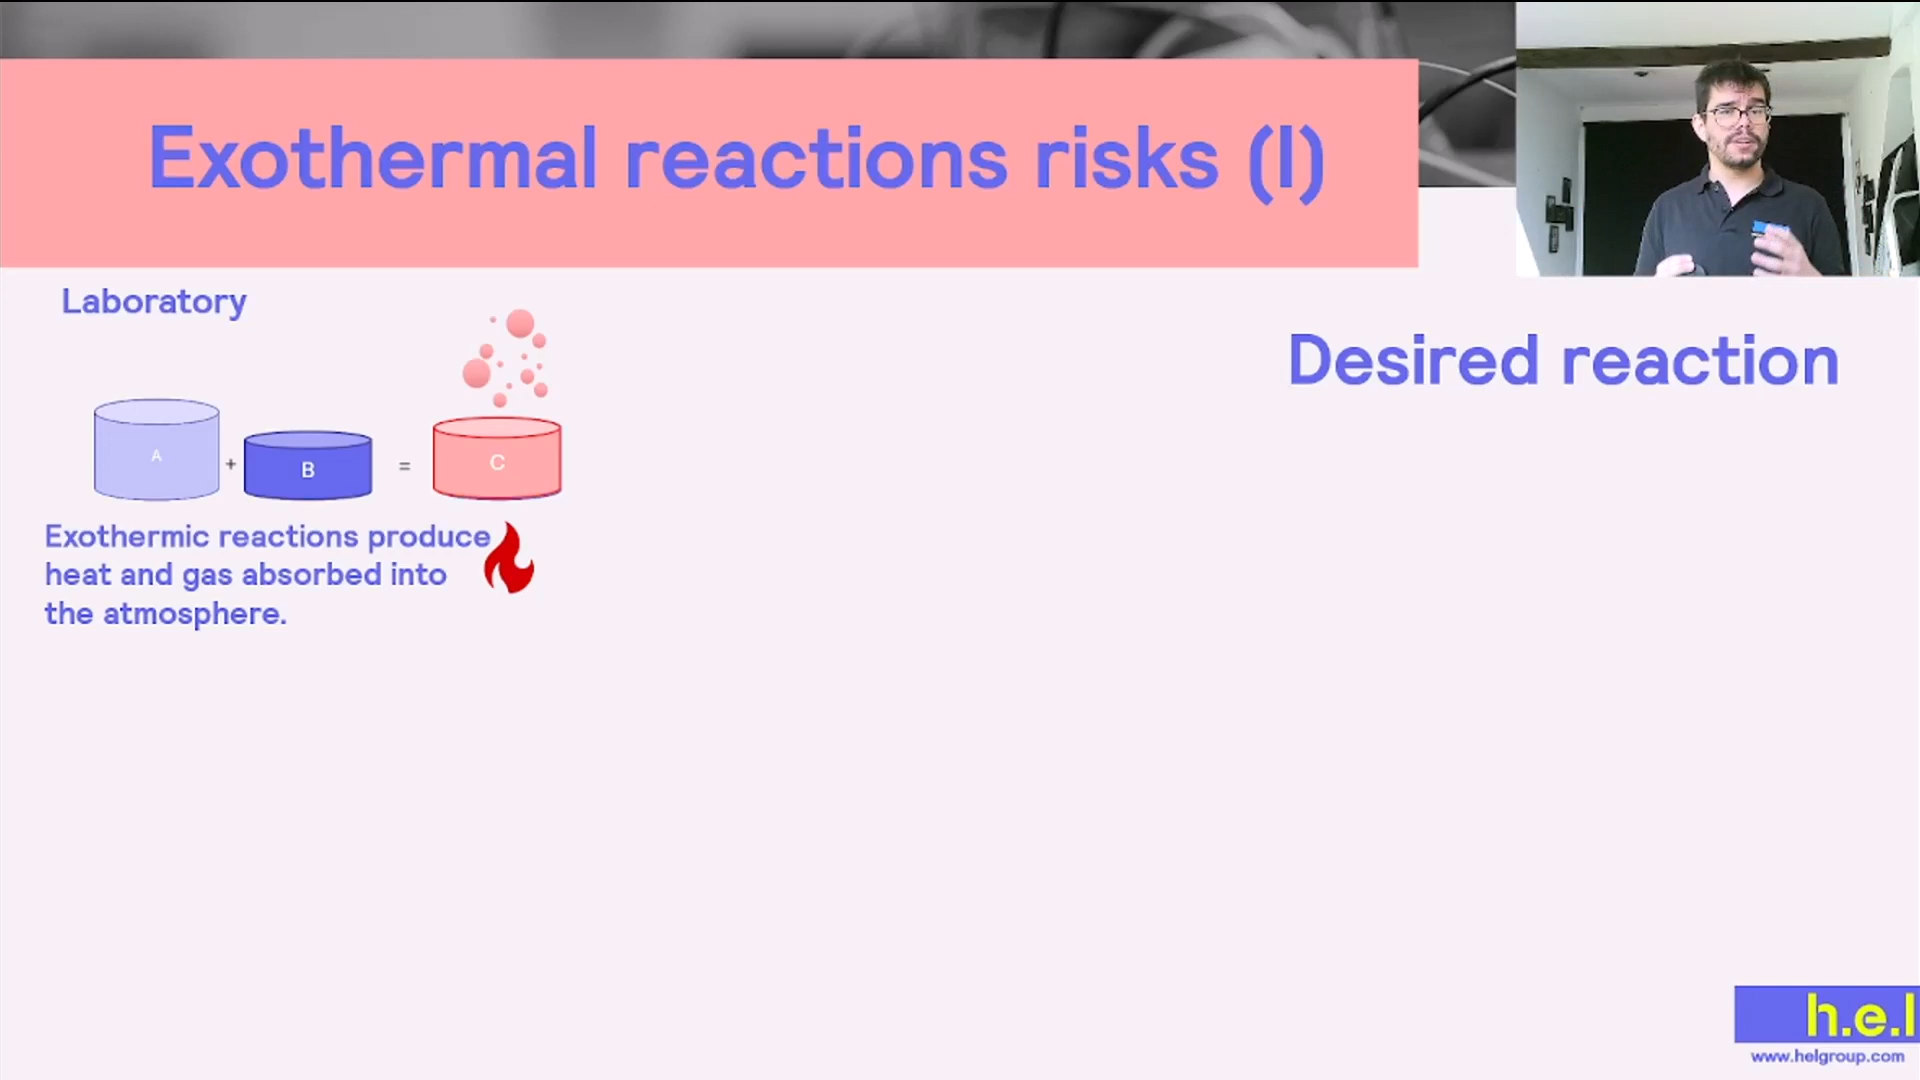 Exothermal reactions risks (I)
Laboratory
Desired reaction
A
+
B
=
C
Exothermic reactions produce
heat and gas absorbed into
the atmosphere.
h.e.l
www.helgroup.com